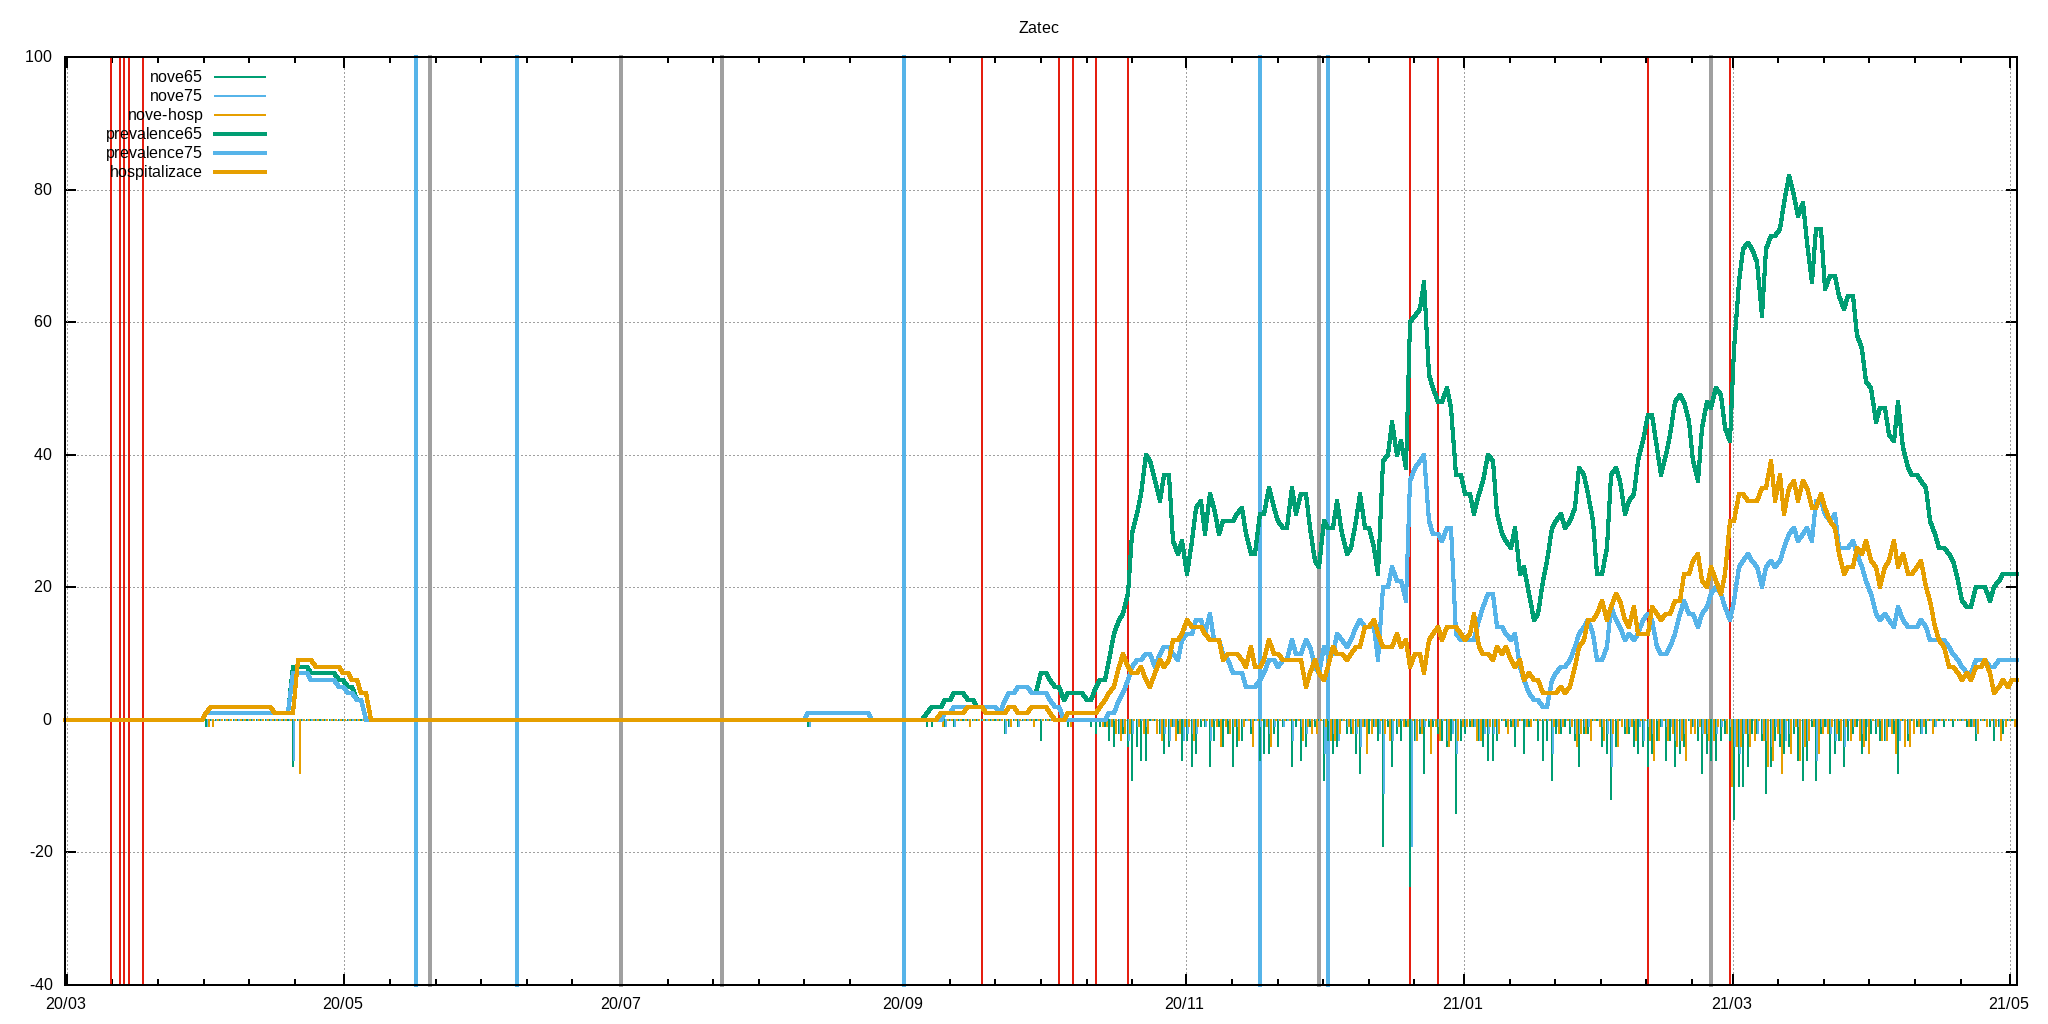 Zatec
100
80
60
40
20
0
-20
-40
nove65
nove75
nove-hosp
prevalence65
prevalence75
hospitalizace
20/03 20/05 20/07 20/09 20/11 21/01 21/03 21/05